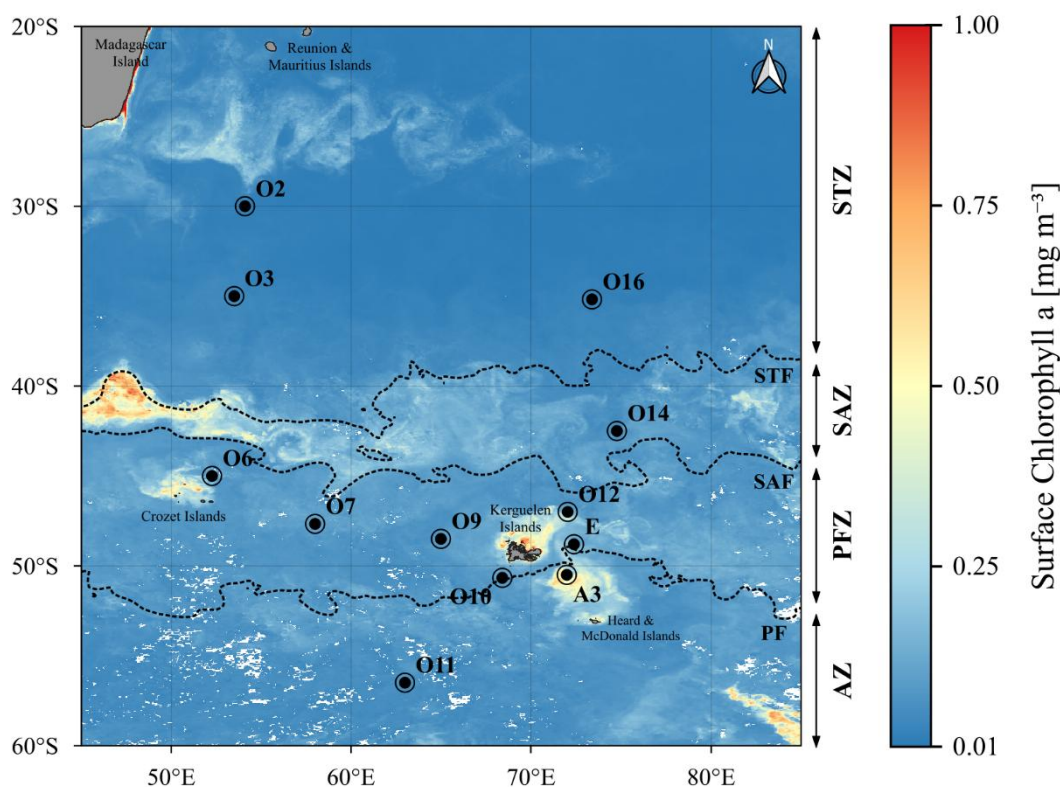 20°S
30°S
40°S
50°S
60°S
50°E
60°E
70°E
80°E
Madagascar
Island
Reunion &
Mauritius Islands
N
O2
O3
O16
STF
O14
SAF
O6
Crozet Islands
O7
O9
Kerguelen
Islands
O12
E
O10
A3
Heard &
McDonald Islands
PF
O11
STZ
SAZ
PFZ
AZ
1.00
0.75
0.50
0.25
0.01
Surface Chlorophyll a [mg m⁻³]